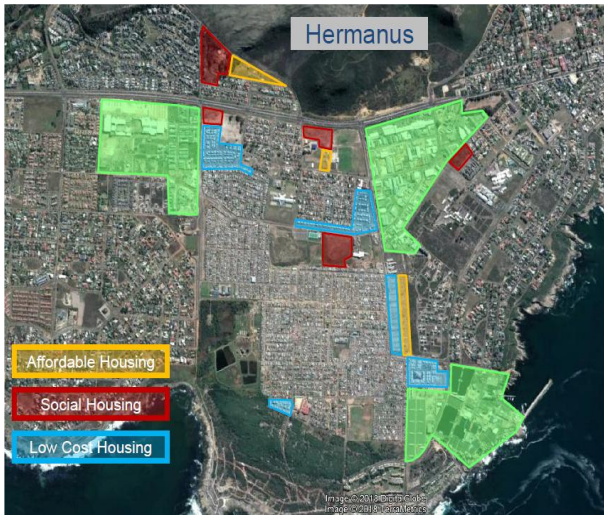 Hermanus
Affordable Housing
Social Housing
Low Cost Housing
Image © 2018 DigitalGlobe
Image © 2018 TerraMetrics